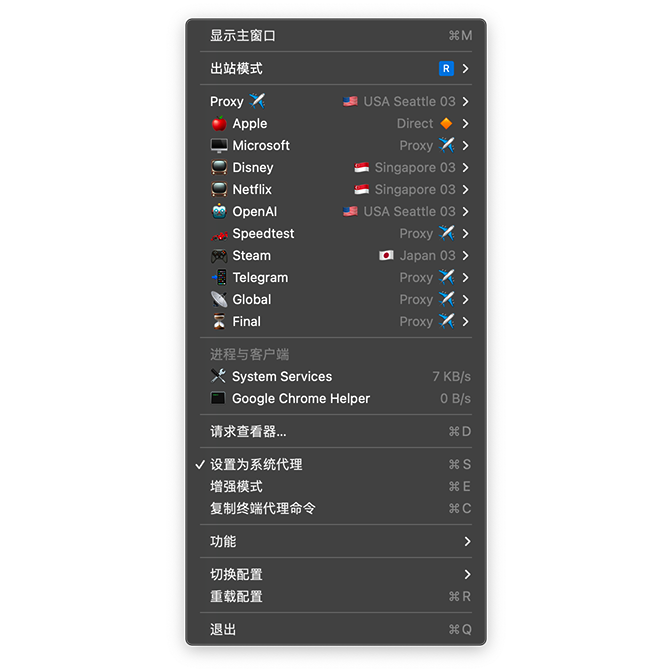 显示主窗口 ⌘M
出站模式 R
Proxy ✈️ 🇺🇸 USA Seattle 03
🍎 Apple Direct 🔶
🖥️ Microsoft Proxy ✈️
📺 Disney 🇸🇬 Singapore 03
📺 Netflix 🇸🇬 Singapore 03
🤖 OpenAI 🇺🇸 USA Seattle 03
🏎️ Speedtest Proxy ✈️
🎮 Steam 🇯🇵 Japan 03
📲 Telegram Proxy ✈️
📡 Global Proxy ✈️
⏳ Final Proxy ✈️
进程与客户端
System Services 7 KB/s
Google Chrome Helper 0 B/s
请求查看器... ⌘D
✓ 设置为系统代理 ⌘S
增强模式 ⌘E
复制终端代理命令 ⌘C
功能
切换配置
重载配置 ⌘R
退出 ⌘Q